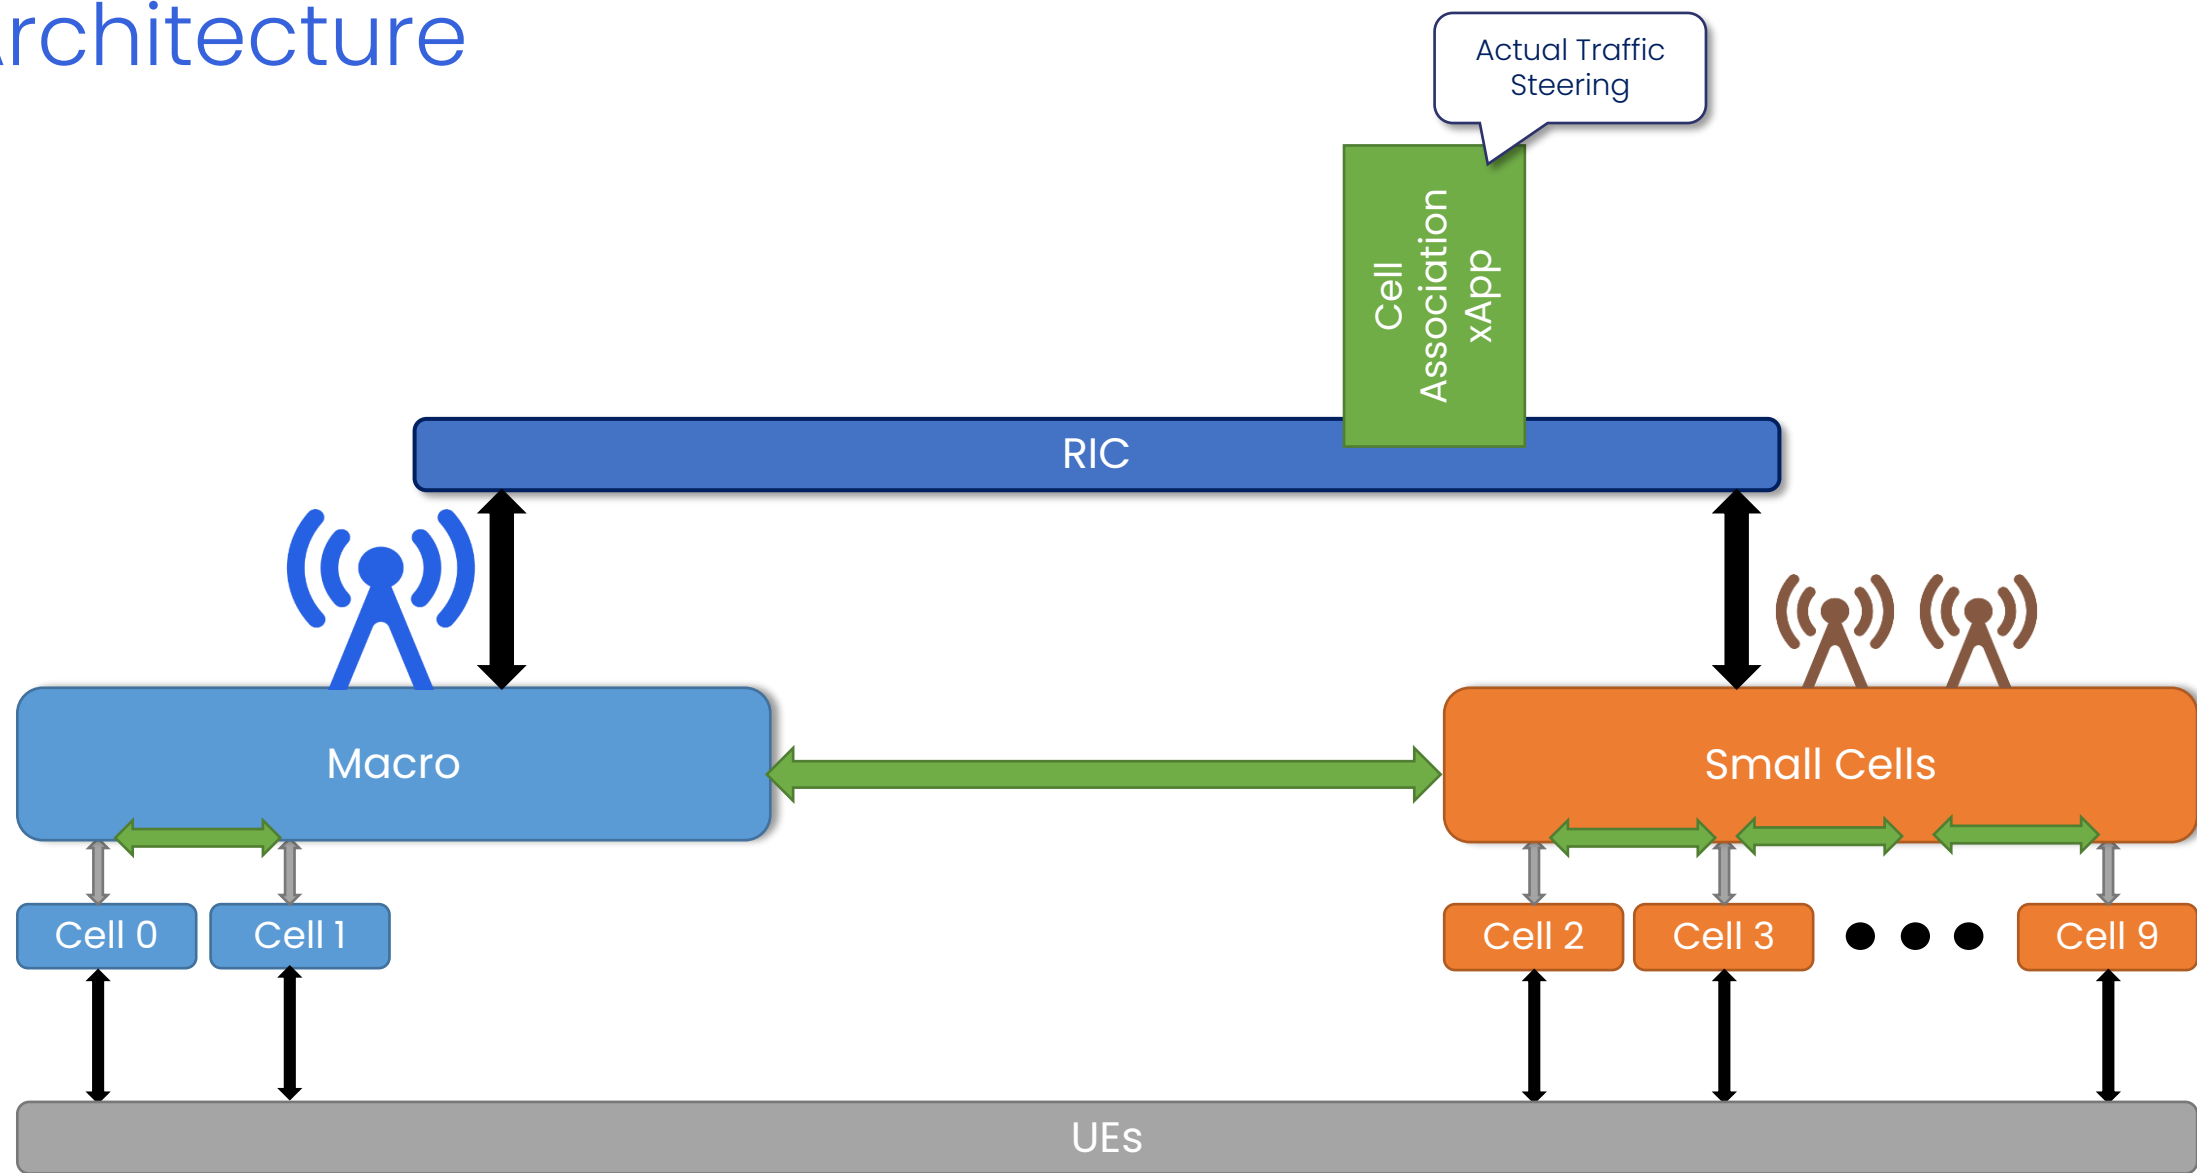 Architecture
Actual Traffic
Steering
Cell
Association
xApp
RIC
Macro
Small Cells
Cell 0
Cell 1
Cell 2
Cell 3
Cell 9
UEs